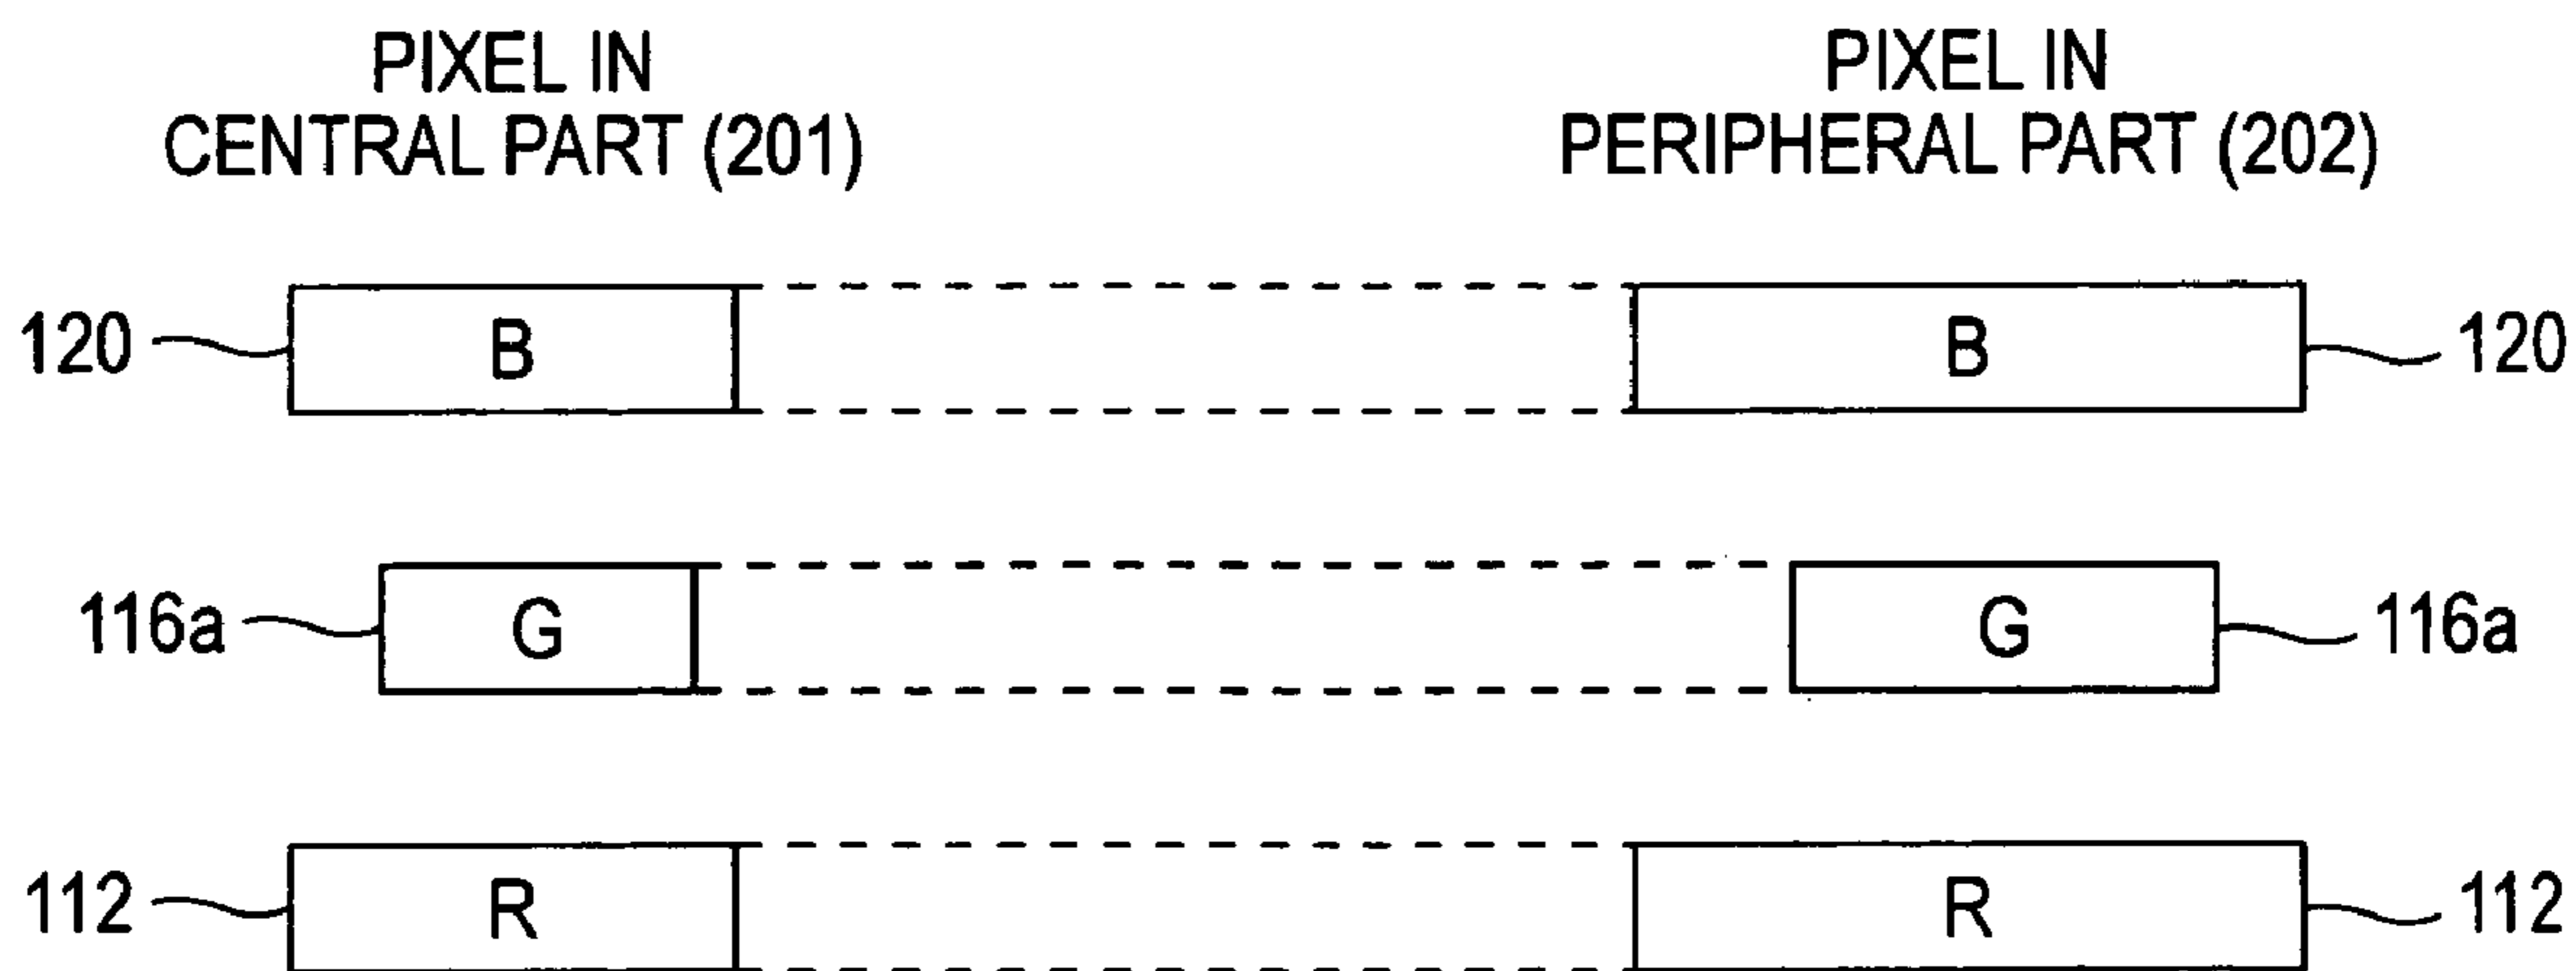 PIXEL IN
CENTRAL PART (201)
PIXEL IN
PERIPHERAL PART (202)
120 B B 120
116a G G 116a
112 R R 112